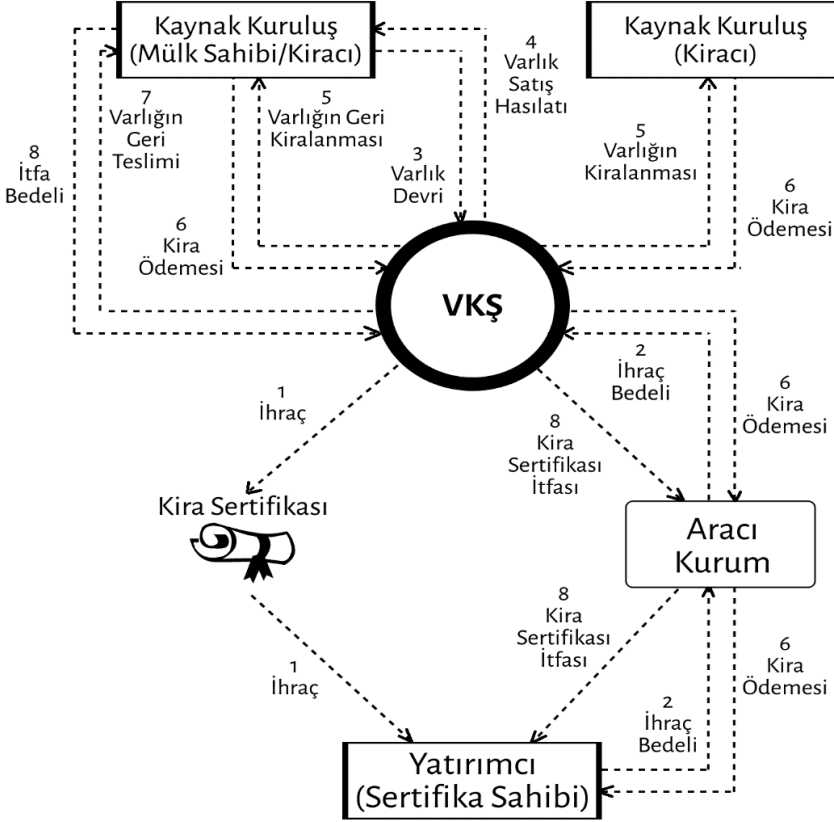 Kaynak Kuruluş
(Mülk Sahibi/Kiracı)
Kaynak Kuruluş
(Kiracı)
4
Varlık
Satış
Hasılatı
7
Varlığın
Geri
Teslimi
5
Varlığın Geri
Kiralanması
8
İtfa
Bedeli
3
Varlık
Devri
5
Varlığın
Kiralanması
6
Kira
Ödemesi
6
Kira
Ödemesi
VKŞ
1
İhraç
2
İhraç
Bedeli
6
Kira
Ödemesi
8
Kira
Sertifikası
İtfası
Kira Sertifikası
Aracı
Kurum
8
Kira
Sertifikası
İtfası
1
İhraç
6
Kira
Ödemesi
2
İhraç
Bedeli
Yatırımcı
(Sertifika Sahibi)